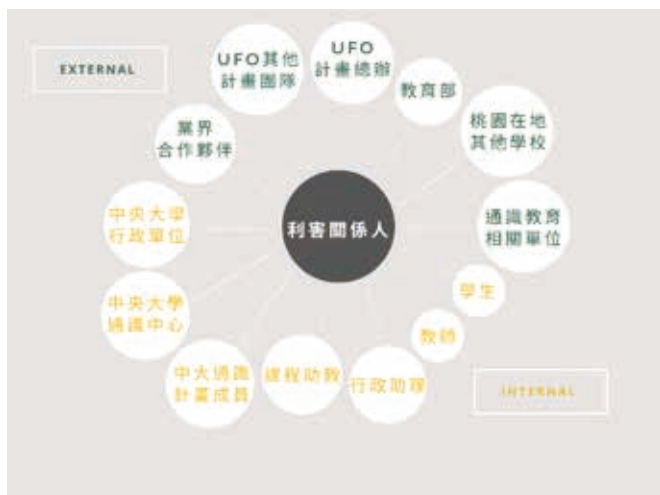 EXTERNAL
UFO其他
計畫團隊
UFO
計畫總辦
教育部
桃園在地
其他學校
業界
合作夥伴
通識教育
相關單位
利害關係人
中央大學
行政單位
中央大學
通識中心
中大通識
計畫成員
課程助教
行政助理
教師
學生
INTERNAL